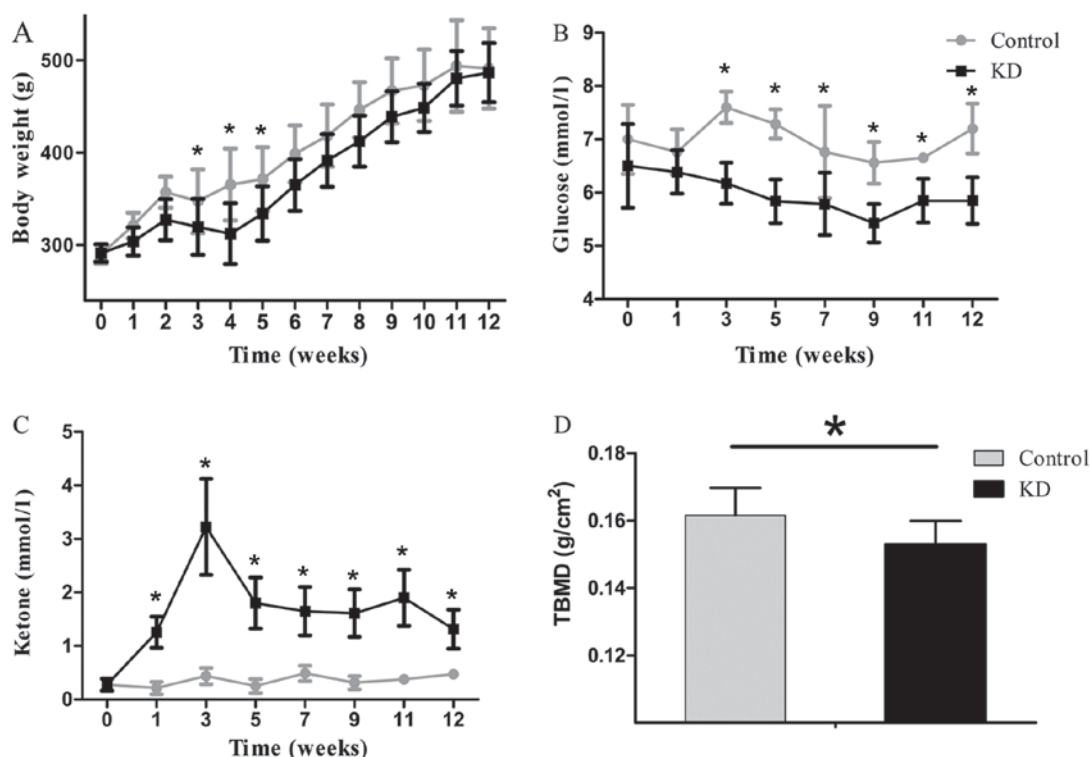 A
Body weight (g)
500
400
300
* * *
0 1 2 3 4 5 6 7 8 9 10 11 12
Time (weeks)
B
Glucose (mmol/l)
9
8
7
6
5
4
* * * * * *
Control
KD
0 1 3 5 7 9 11 12
Time (weeks)
C
Ketone (mmol/l)
5
4
3
2
1
0
* * * * * * *
0 1 3 5 7 9 11 12
Time (weeks)
D
TBMD (g/cm²)
0.18
0.16
0.14
0.12
*
Control
KD